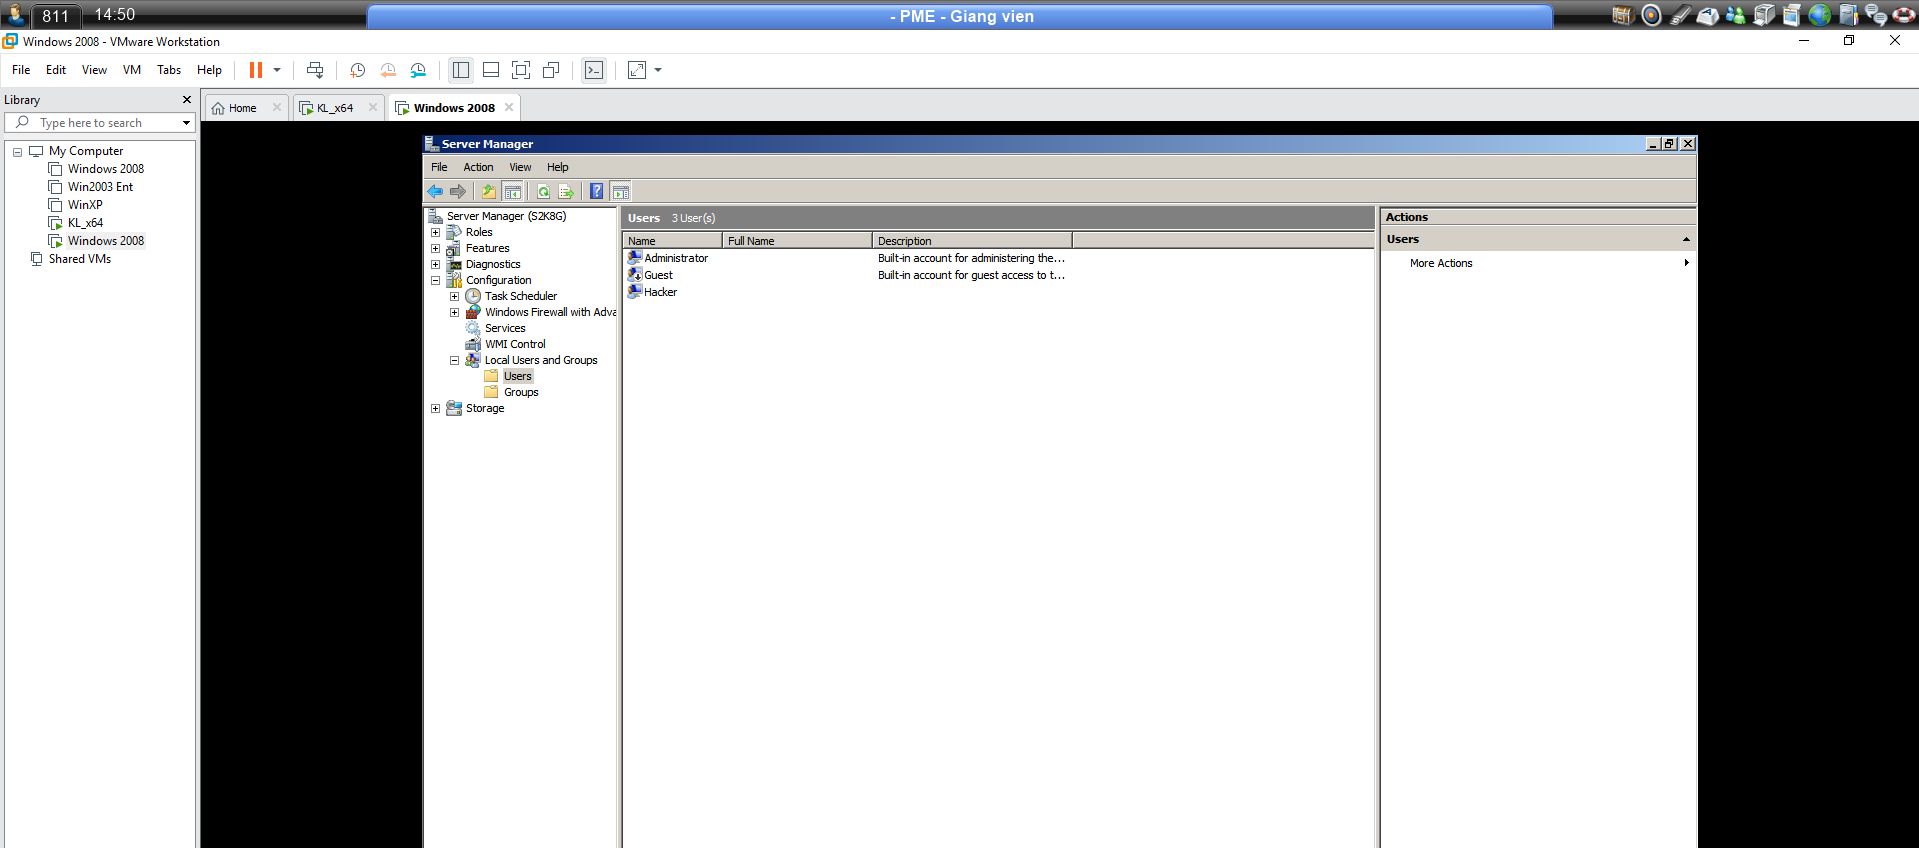 811 14:50 - PME - Giang vien
Windows 2008 - VMware Workstation
File Edit View VM Tabs Help
Library
Type here to search
My Computer
Windows 2008
Win2003 Ent
WinXP
KL_x64
Windows 2008
Shared VMs
Home KL_x64 Windows 2008
Server Manager
File Action View Help
Server Manager (S2K8G)
Roles
Features
Diagnostics
Configuration
Task Scheduler
Windows Firewall with Adva
Services
WMI Control
Local Users and Groups
Users
Groups
Storage
Users 3 User(s)
Name Full Name Description
Administrator Built-in account for administering the...
Guest Built-in account for guest access to t...
Hacker
Actions
Users
More Actions